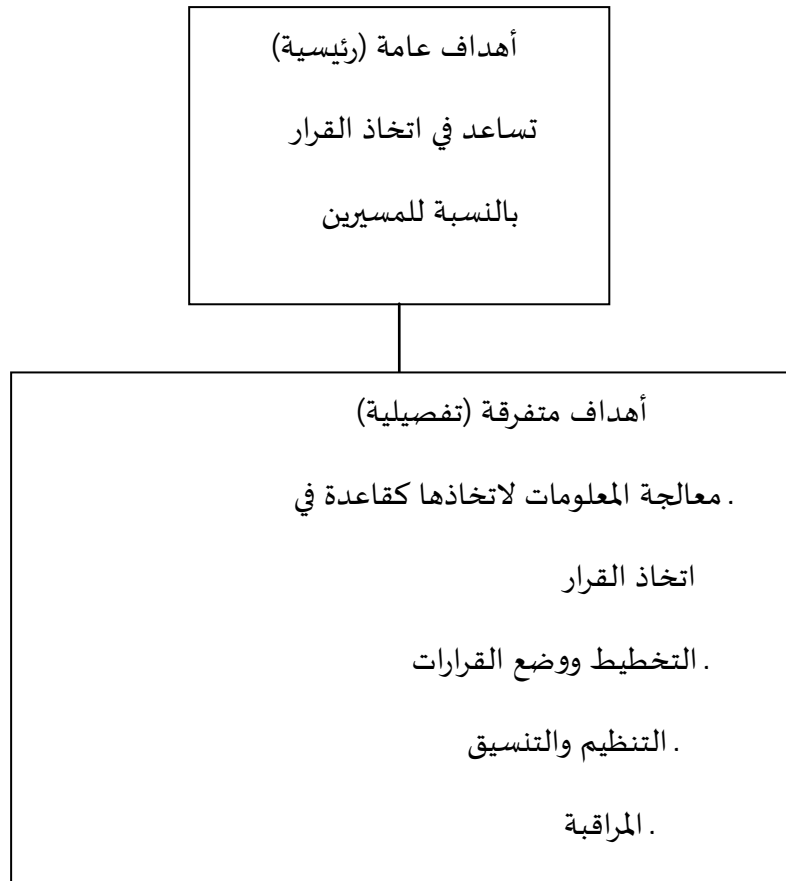 أهداف عامة (رئيسية)
تساعد في اتخاذ القرار
بالنسبة للمسيرين
أهداف متفرقة (تفصيلية)
. معالجة المعلومات لاتخاذها كقاعدة في
اتخاذ القرار
. التخطيط ووضع القرارات
. التنظيم والتنسيق
. المراقبة